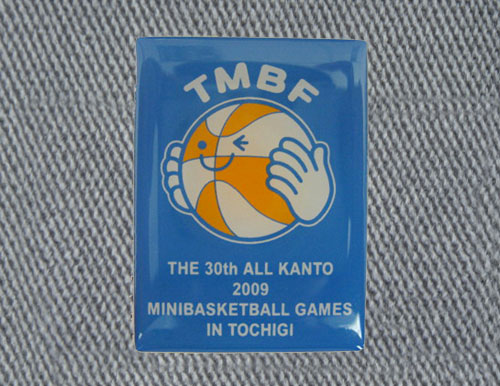 TMBF
THE 30th ALL KANTO
2009
MINIBASKETBALL GAMES
IN TOCHIGI